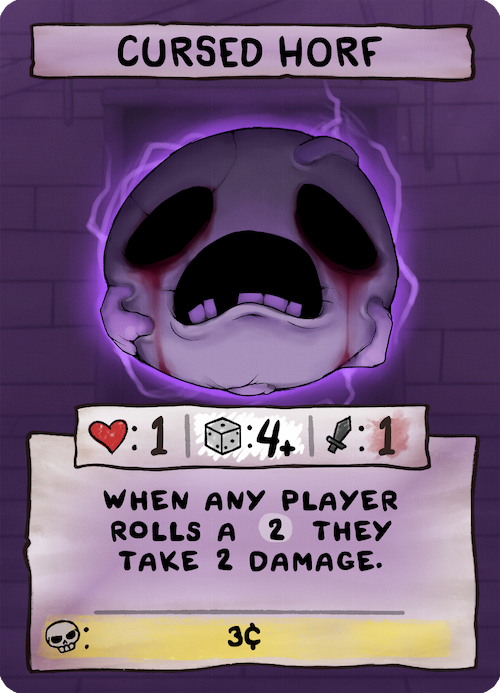 CURSED HORF
:1 :4+ :1
WHEN ANY PLAYER
ROLLS A 2 THEY
TAKE 2 DAMAGE.
: 3¢